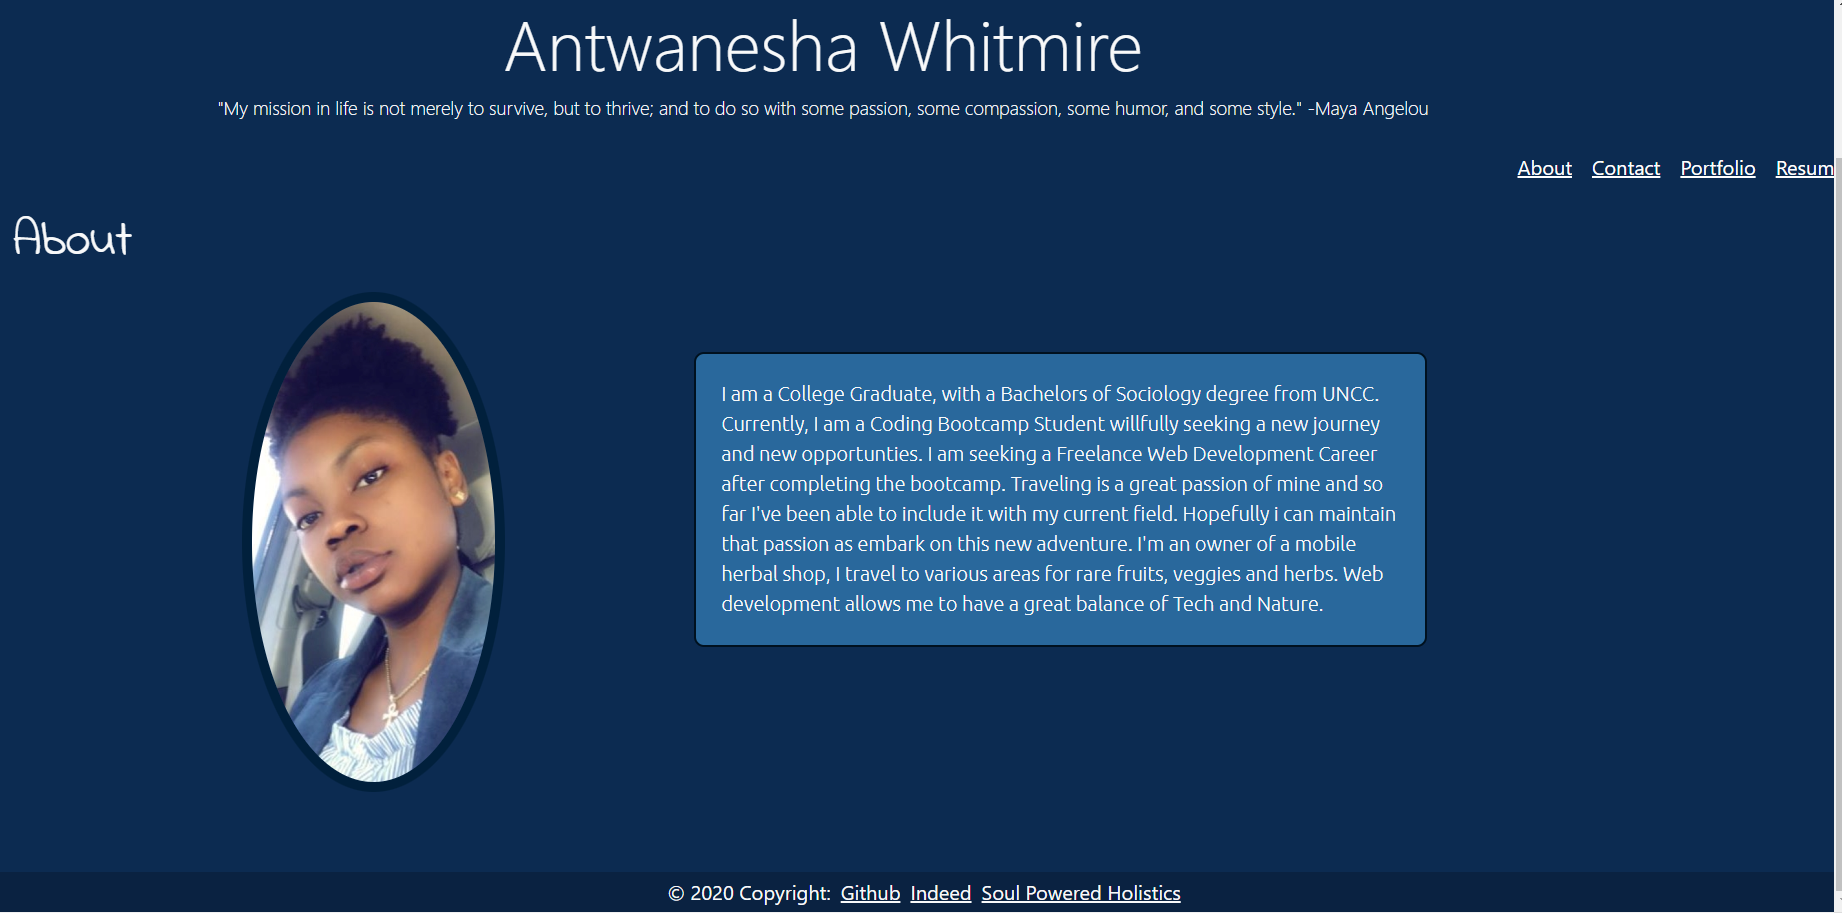 Antwanesha Whitmire
"My mission in life is not merely to survive, but to thrive; and to do so with some passion, some compassion, some humor, and some style." -Maya Angelou
About Contact Portfolio Resum
About
I am a College Graduate, with a Bachelors of Sociology degree from UNCC.
Currently, I am a Coding Bootcamp Student willfully seeking a new journey
and new opportunties. I am seeking a Freelance Web Development Career
after completing the bootcamp. Traveling is a great passion of mine and so
far I've been able to include it with my current field. Hopefully i can maintain
that passion as embark on this new adventure. I'm an owner of a mobile
herbal shop, I travel to various areas for rare fruits, veggies and herbs. Web
development allows me to have a great balance of Tech and Nature.
© 2020 Copyright: Github Indeed Soul Powered Holistics